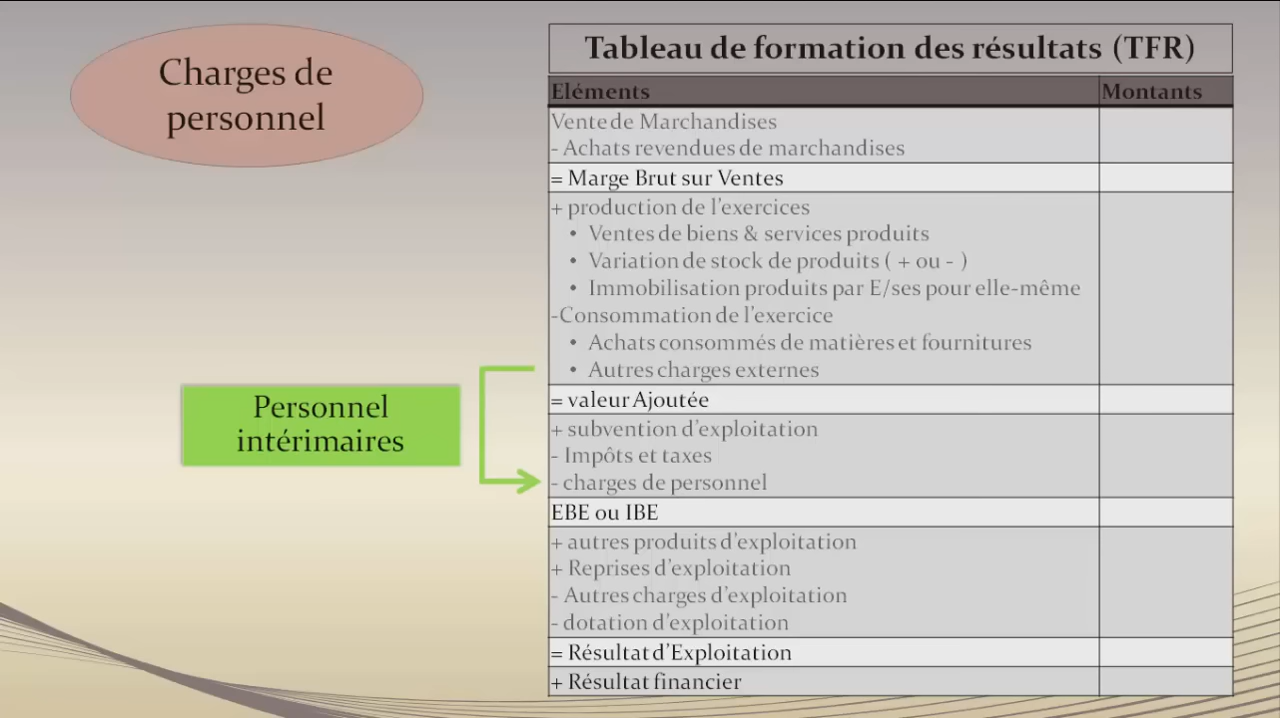 Charges de
personnel
Personnel
intérimaires
Tableau de formation des résultats (TFR)
Eléments Montants
Vente de Marchandises
- Achats revendues de marchandises
= Marge Brut sur Ventes
+ production de l'exercices
• Ventes de biens & services produits
• Variation de stock de produits ( + ou - )
• Immobilisation produits par E/ses pour elle-même
-Consommation de l'exercice
• Achats consommés de matières et fournitures
• Autres charges externes
= valeur Ajoutée
+ subvention d'exploitation
- Impôts et taxes
- charges de personnel
EBE ou IBE
+ autres produits d'exploitation
+ Reprises d'exploitation
- Autres charges d'exploitation
- dotation d'exploitation
= Résultat d'Exploitation
+ Résultat financier